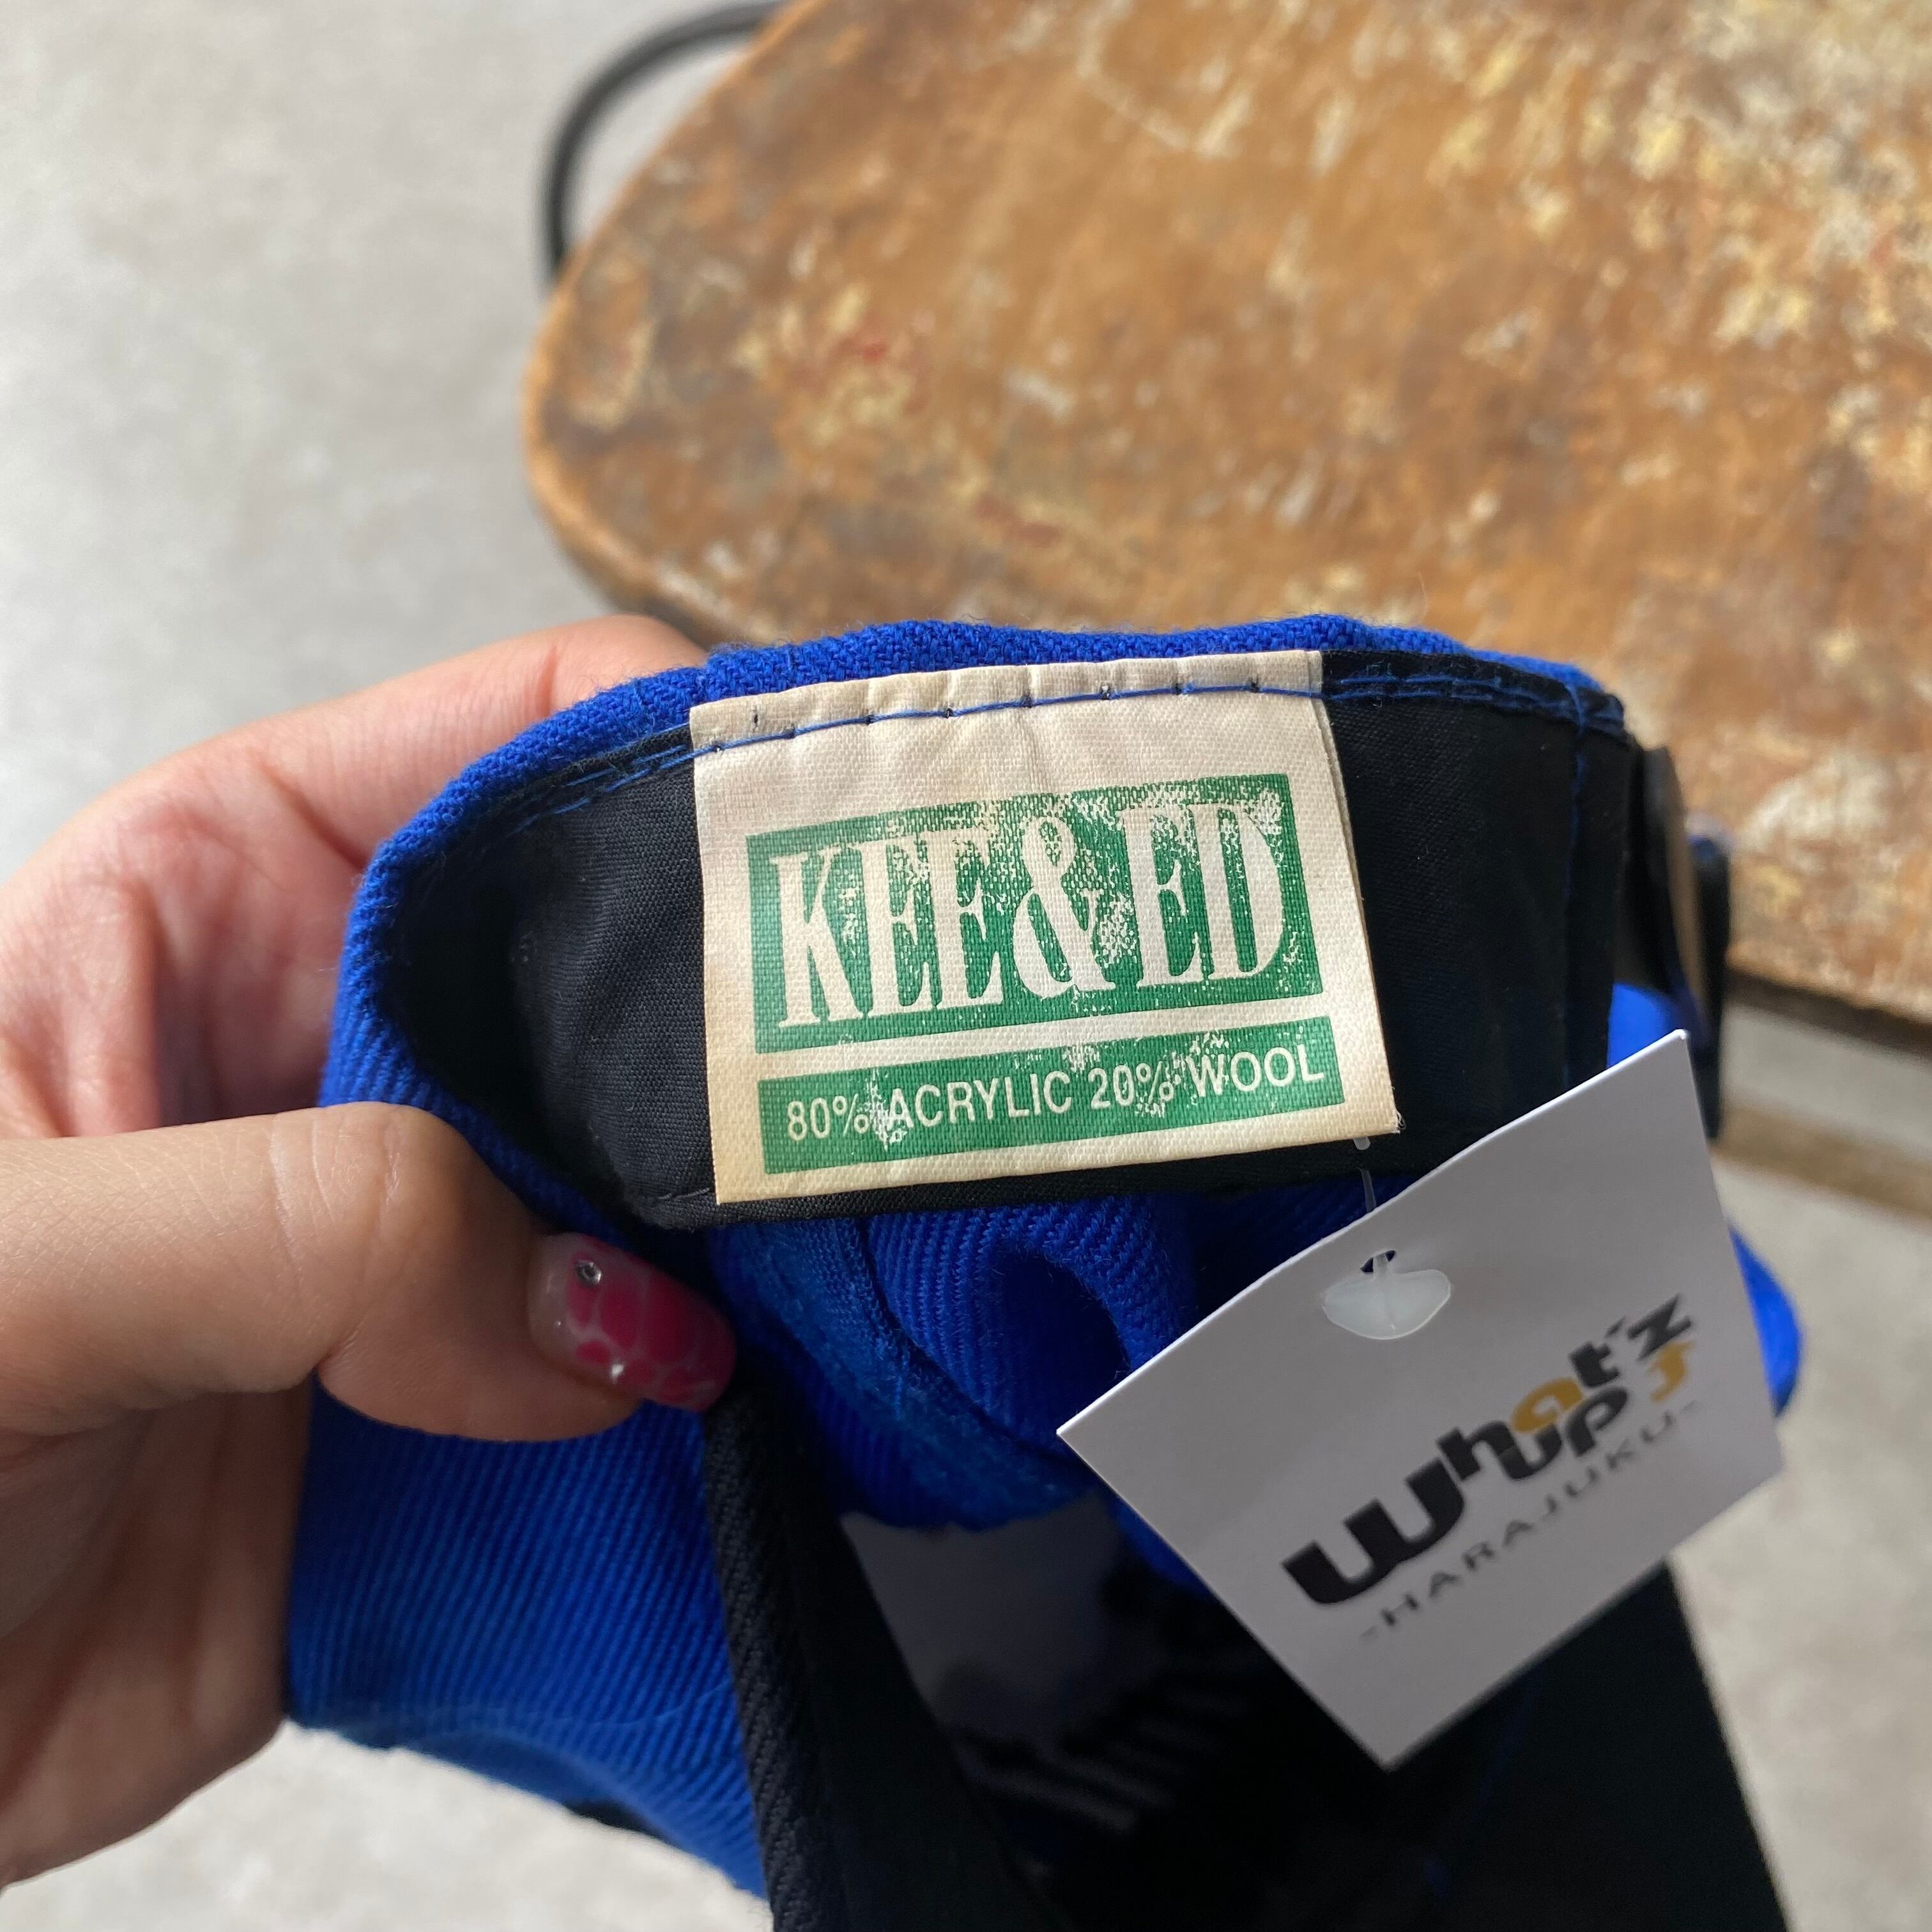 KEE&ED
80% ACRYLIC 20% WOOL
What'z
up J
-HARAJUKU-